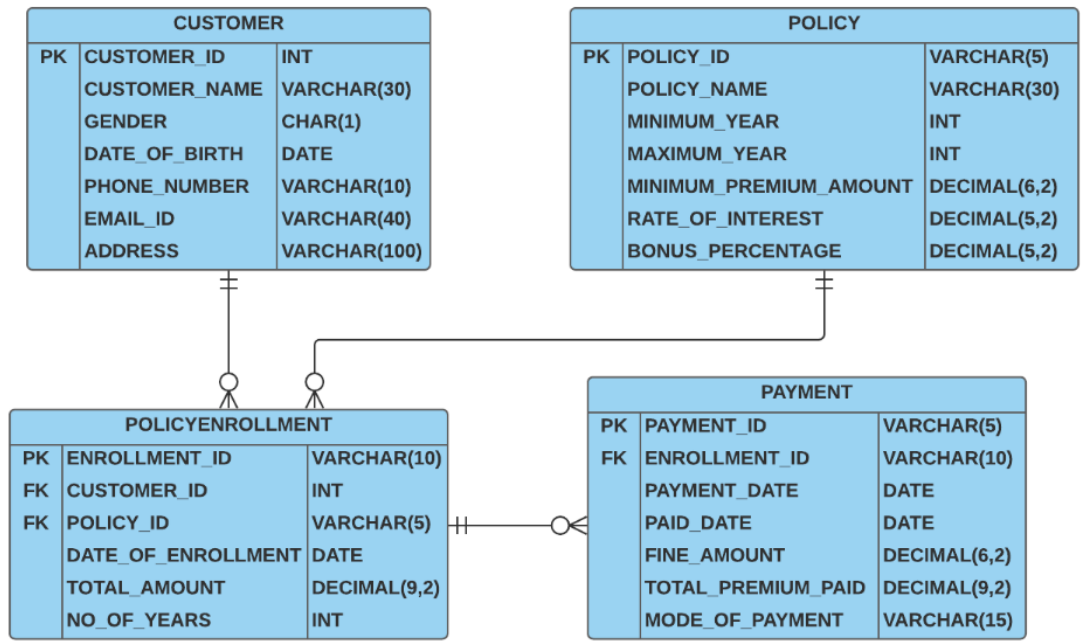 CUSTOMER
PK CUSTOMER_ID INT
CUSTOMER_NAME VARCHAR(30)
GENDER CHAR(1)
DATE_OF_BIRTH DATE
PHONE_NUMBER VARCHAR(10)
EMAIL_ID VARCHAR(40)
ADDRESS VARCHAR(100)
POLICY
PK POLICY_ID VARCHAR(5)
POLICY_NAME VARCHAR(30)
MINIMUM_YEAR INT
MAXIMUM_YEAR INT
MINIMUM_PREMIUM_AMOUNT DECIMAL(6,2)
RATE_OF_INTEREST DECIMAL(5,2)
BONUS_PERCENTAGE DECIMAL(5,2)
POLICYENROLLMENT
PK ENROLLMENT_ID VARCHAR(10)
FK CUSTOMER_ID INT
FK POLICY_ID VARCHAR(5)
DATE_OF_ENROLLMENT DATE
TOTAL_AMOUNT DECIMAL(9,2)
NO_OF_YEARS INT
PAYMENT
PK PAYMENT_ID VARCHAR(5)
FK ENROLLMENT_ID VARCHAR(10)
PAYMENT_DATE DATE
PAID_DATE DATE
FINE_AMOUNT DECIMAL(6,2)
TOTAL_PREMIUM_PAID DECIMAL(9,2)
MODE_OF_PAYMENT VARCHAR(15)